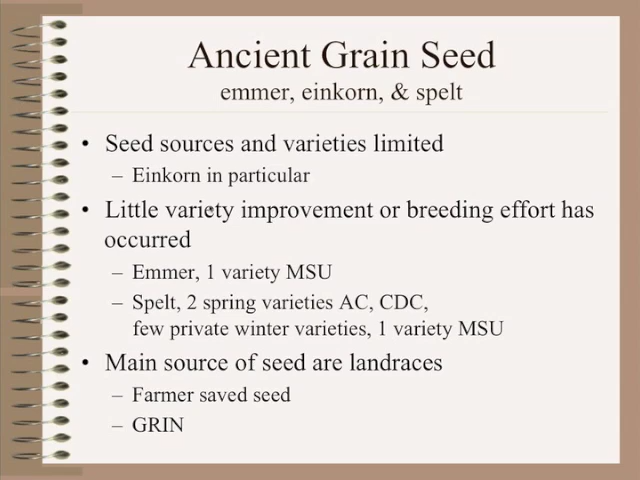 Ancient Grain Seed
emmer, einkorn, & spelt
• Seed sources and varieties limited
– Einkorn in particular
• Little variety improvement or breeding effort has
occurred
– Emmer, 1 variety MSU
– Spelt, 2 spring varieties AC, CDC,
few private winter varieties, 1 variety MSU
• Main source of seed are landraces
– Farmer saved seed
– GRIN